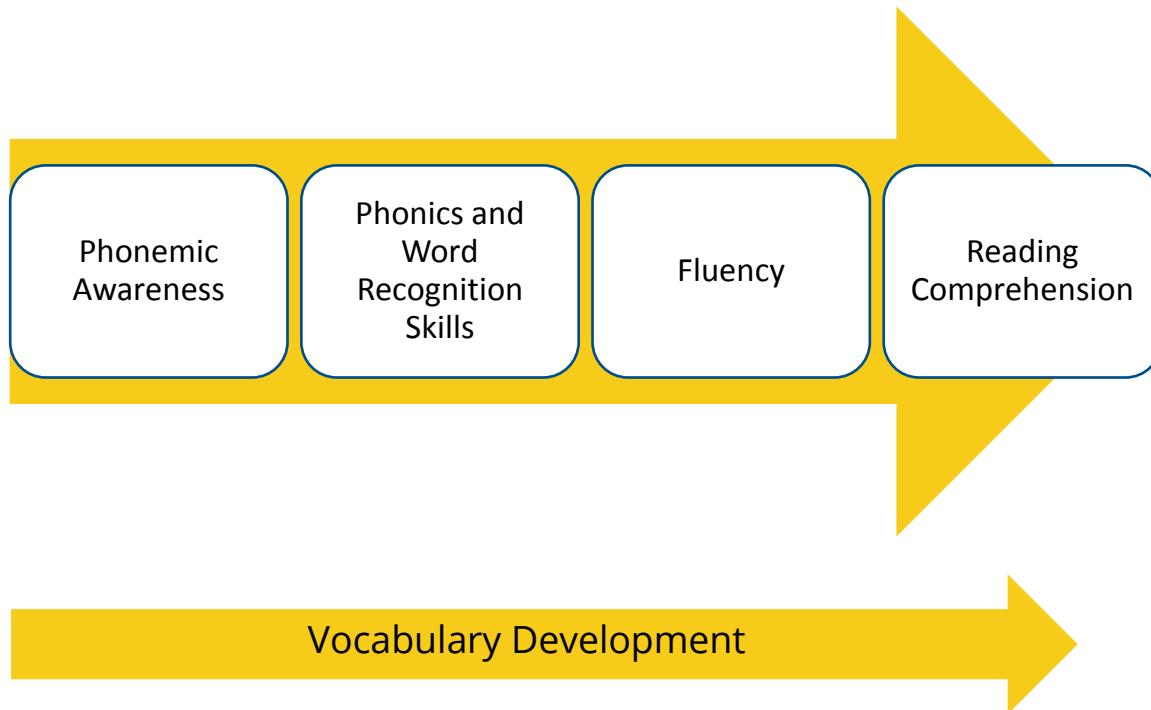 Phonemic
Awareness
Phonics and
Word
Recognition
Skills
Fluency
Reading
Comprehension
Vocabulary Development